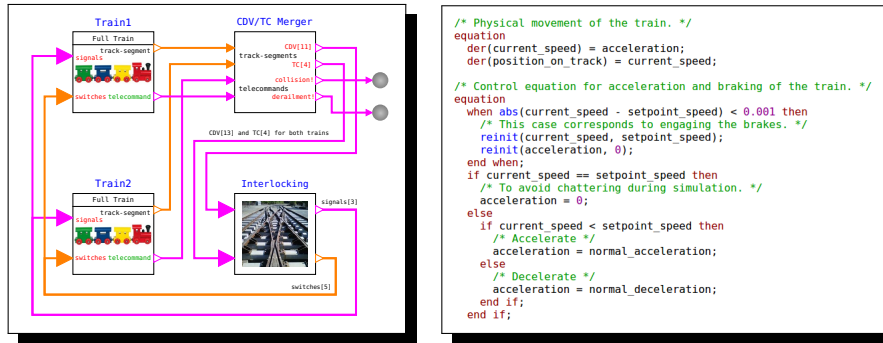 Train1
Full Train
track-segment
signals
switches
telecommand
CDV/TC Merger
CDV[11]
track-segments
TC[4]
collision!
telecommands
derailment!
CDV[13] and TC[4] for both trains
Train2
Full Train
track-segment
signals
switches
telecommand
Interlocking
signals[3]
switches[5]
/* Physical movement of the train. */
equation
der(current_speed) = acceleration;
der(position_on_track) = current_speed;
/* Control equation for acceleration and braking of the train. */
equation
when abs(current_speed - setpoint_speed) < 0.001 then
/* This case corresponds to engaging the brakes. */
reinit(current_speed, setpoint_speed);
reinit(acceleration, 0);
end when;
if current_speed == setpoint_speed then
/* To avoid chattering during simulation. */
acceleration = 0;
else
if current_speed < setpoint_speed then
/* Accelerate */
acceleration = normal_acceleration;
else
/* Decelerate */
acceleration = normal_deceleration;
end if;
end if;